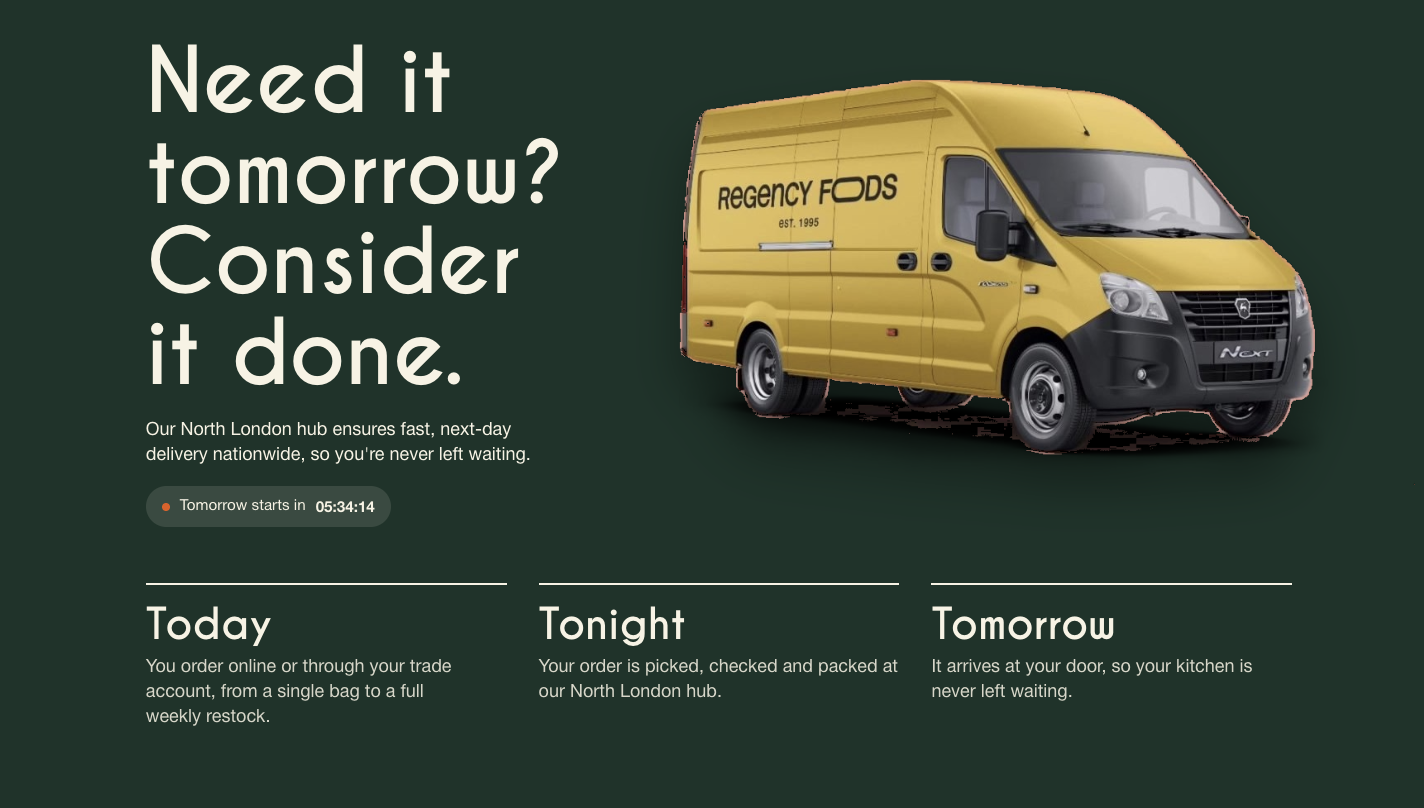 Need it
tomorrow?
Consider
it done.
Our North London hub ensures fast, next-day
delivery nationwide, so you're never left waiting.
Tomorrow starts in 05:34:14
REGENCY FOODS
EST. 1995
NEXT
Today
You order online or through your trade
account, from a single bag to a full
weekly restock.
Tonight
Your order is picked, checked and packed at
our North London hub.
Tomorrow
It arrives at your door, so your kitchen is
never left waiting.